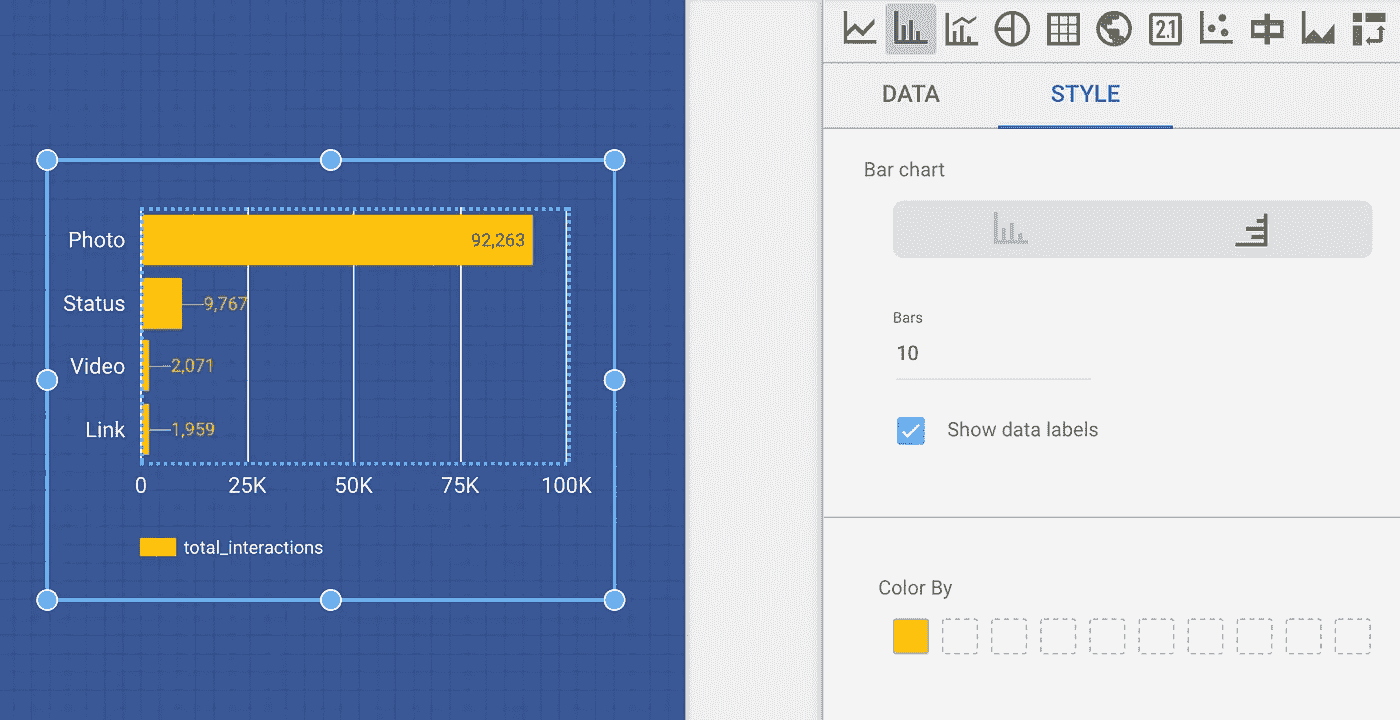 Photo 92,263
Status 9,767
Video 2,071
Link 1,959
0 25K 50K 75K 100K
total_interactions
2.1
DATA STYLE
Bar chart
Bars
10
Show data labels
Color By